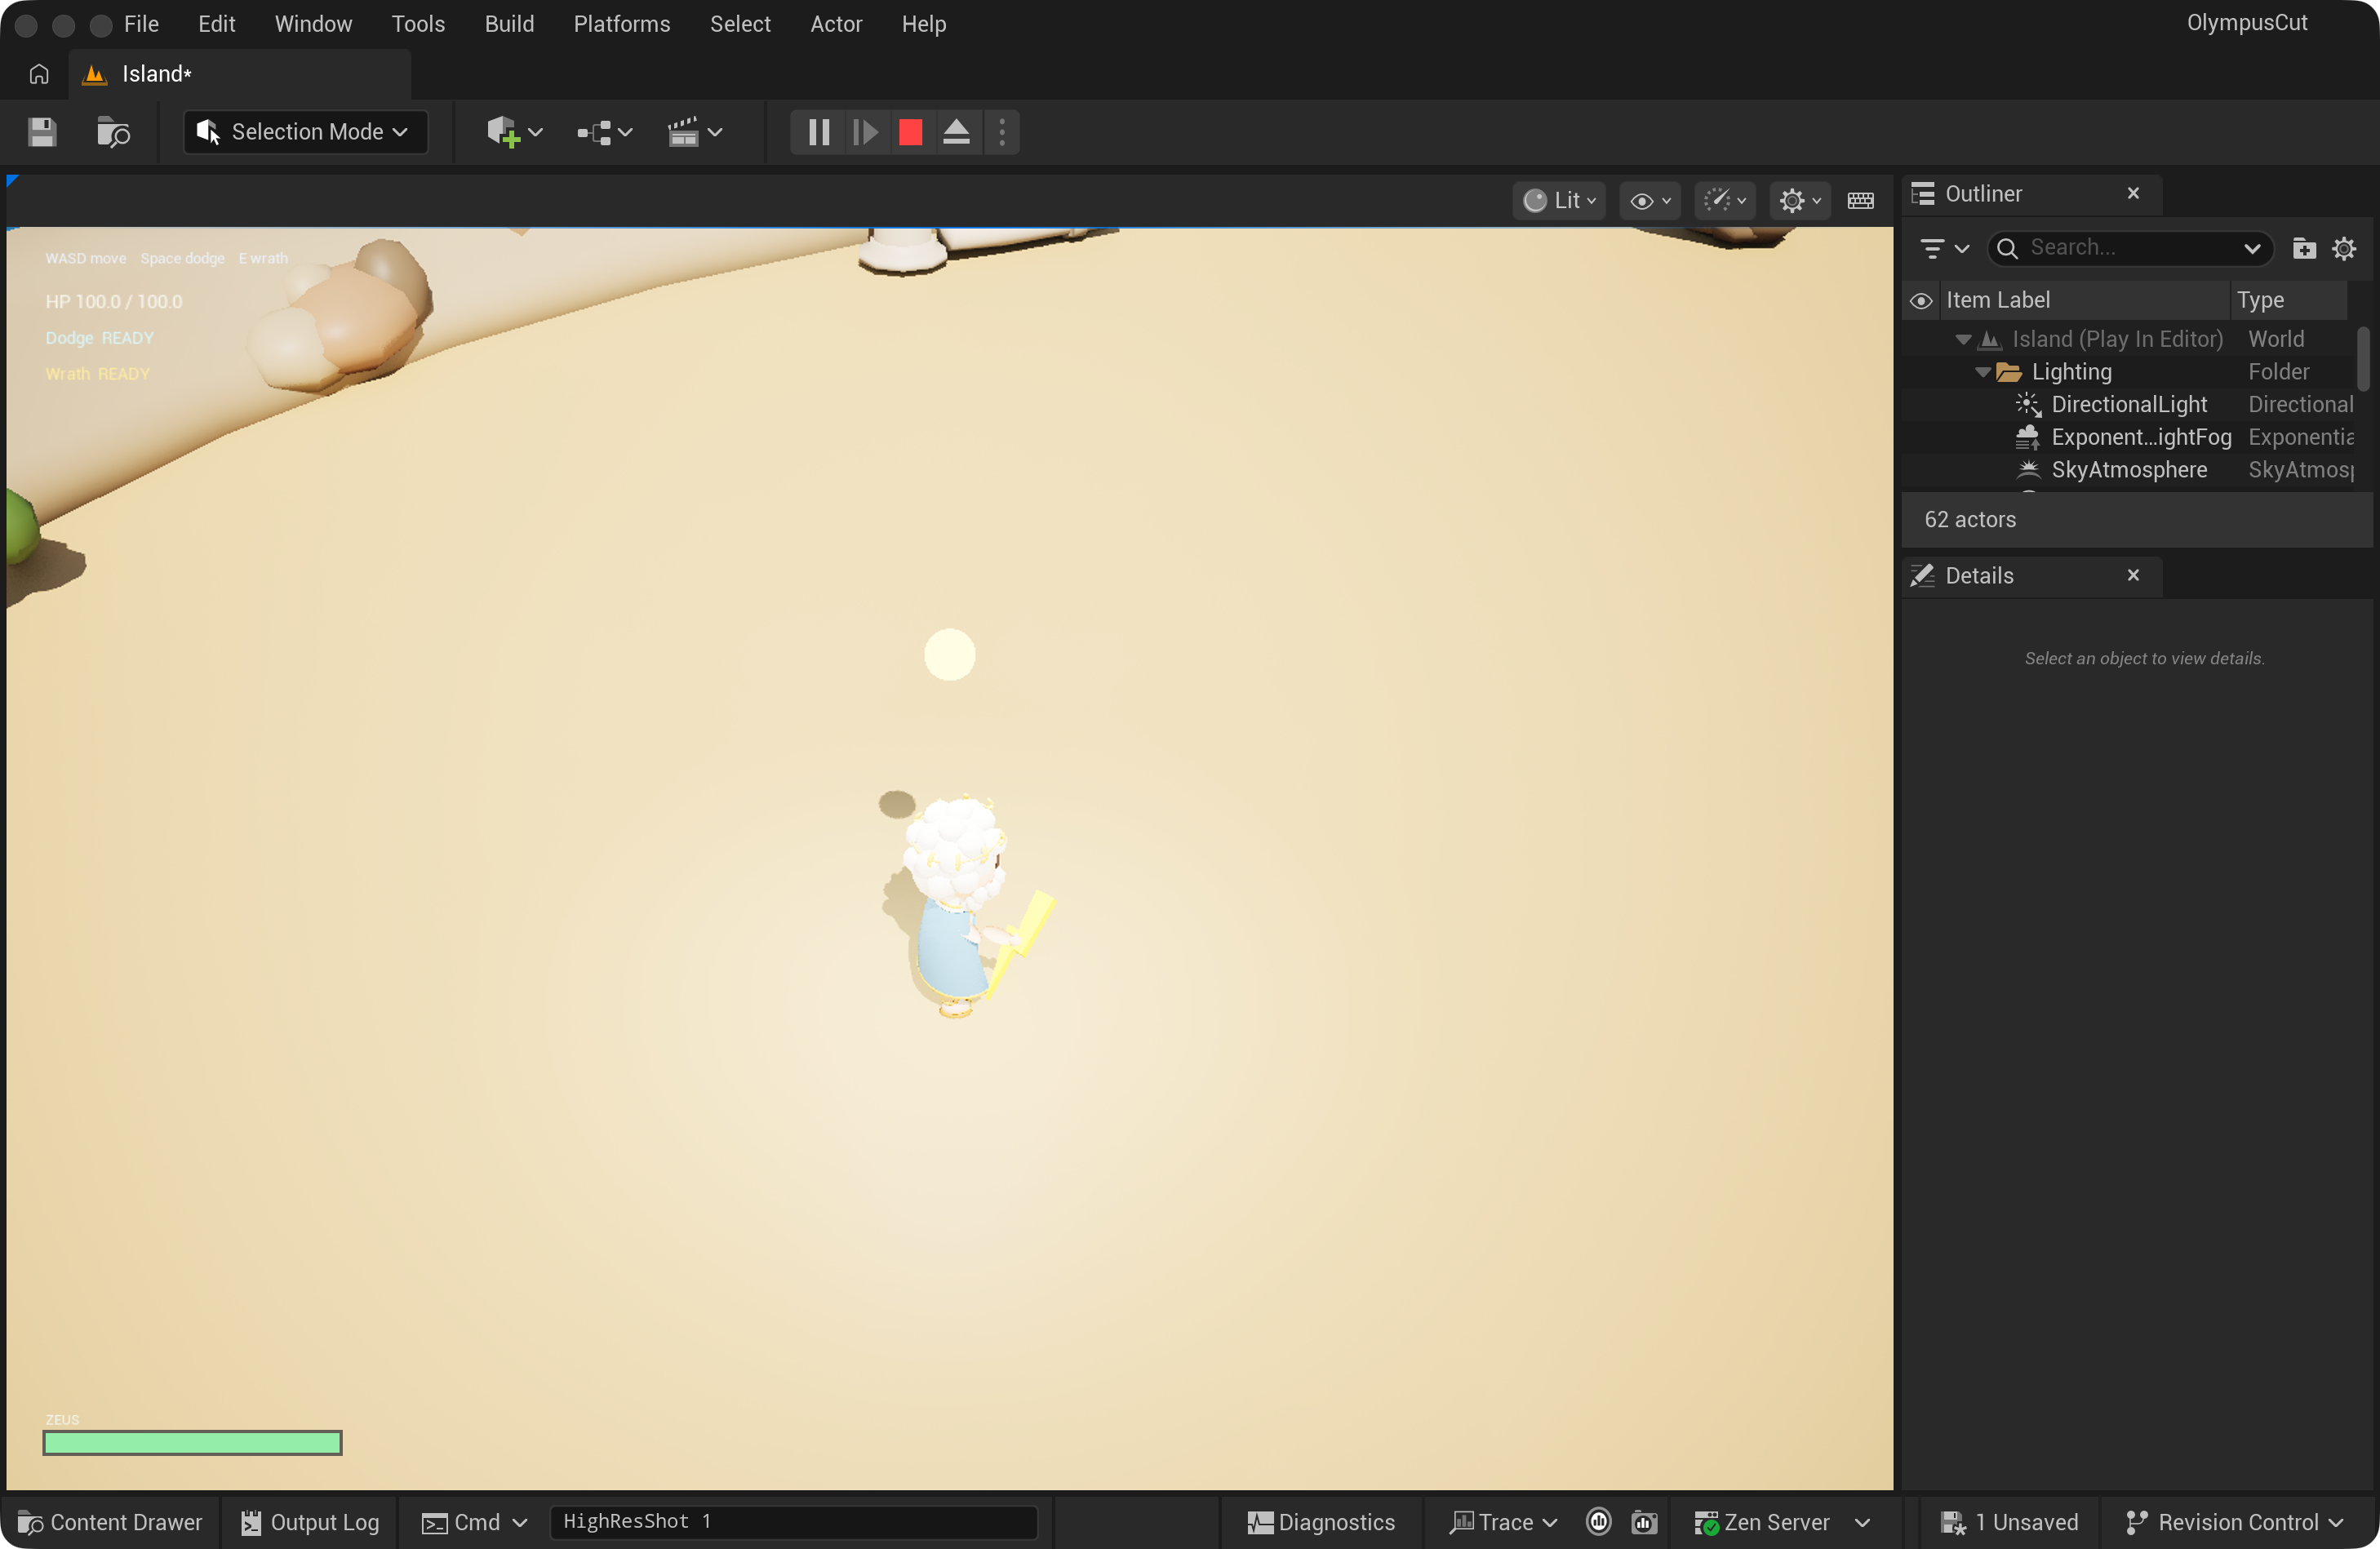 File Edit Window Tools Build Platforms Select Actor Help
OlympusCut
Island*
Selection Mode
Lit
Outliner
WASD move Space dodge E wrath
Search...
HP 100.0 / 100.0
Item Label Type
Dodge READY
Island (Play In Editor) World
Wrath READY
Lighting Folder
DirectionalLight Directional
Exponent...ightFog Exponentia
SkyAtmosphere SkyAtmosp
62 actors
Details
Select an object to view details.
ZEUS
Content Drawer Output Log Cmd HighResShot 1 Diagnostics Trace Zen Server 1 Unsaved Revision Control